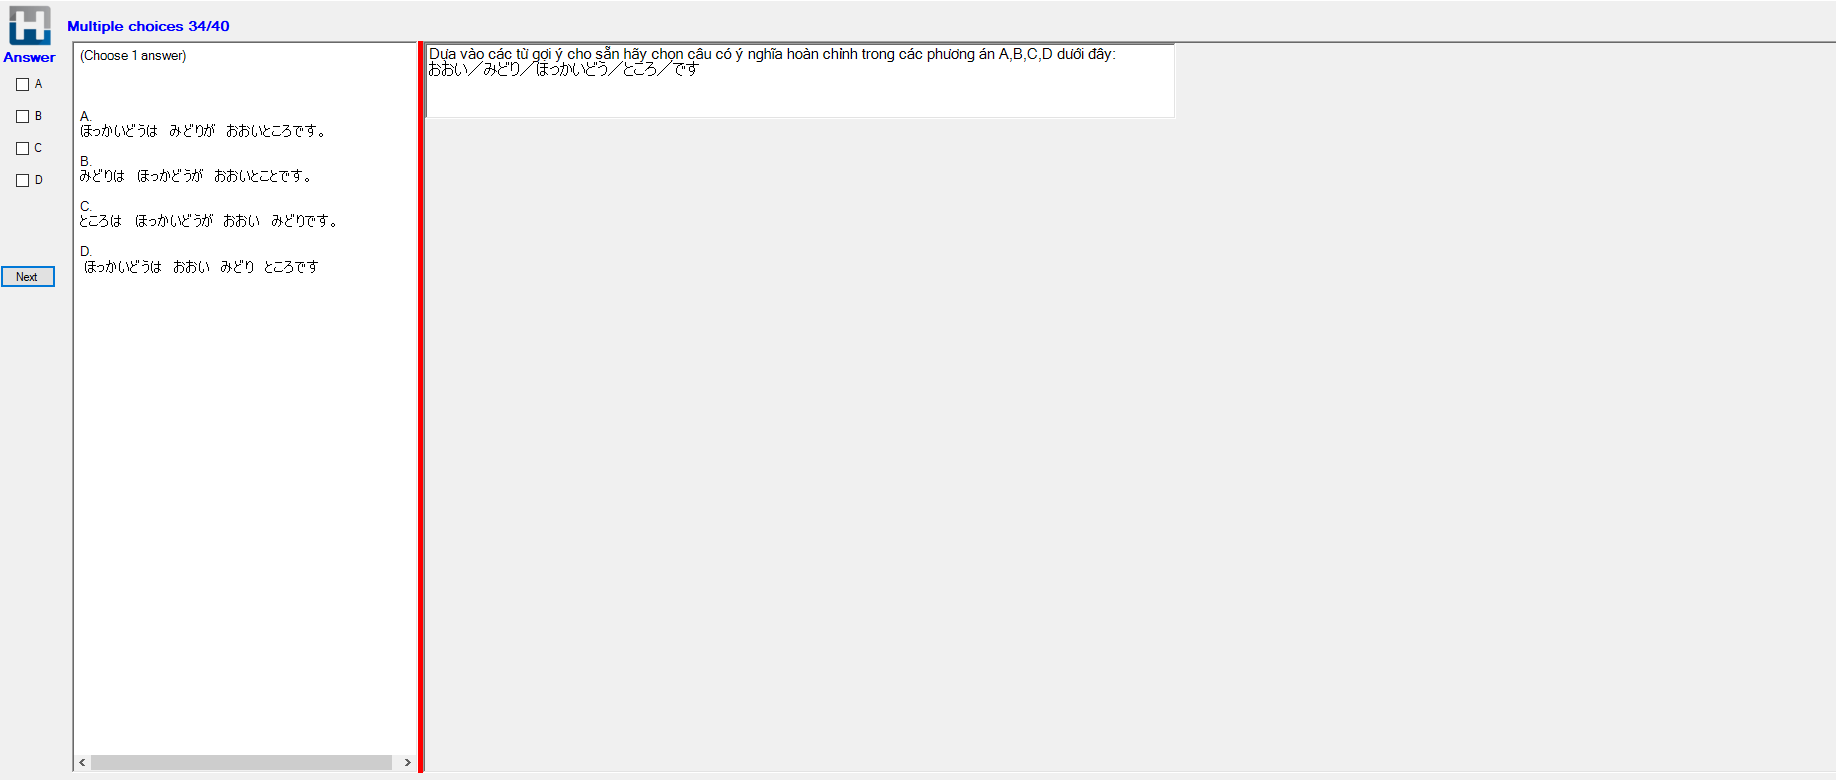 Multiple choices 34/40
Answer
A
B
C
D
Next
(Choose 1 answer)
A.
ほっかいどうは　みどりが　おおいところです。
B.
みどりは　ほっかどうが　おおいとことです。
C.
ところは　ほっかいどうが　おおい　みどりです。
D.
ほっかいどうは　おおい　みどり　ところです
Dựa vào các từ gợi ý cho sẵn hãy chọn câu có ý nghĩa hoàn chỉnh trong các phương án A,B,C,D dưới đây:
おおい／みどり／ほっかいどう／ところ／です